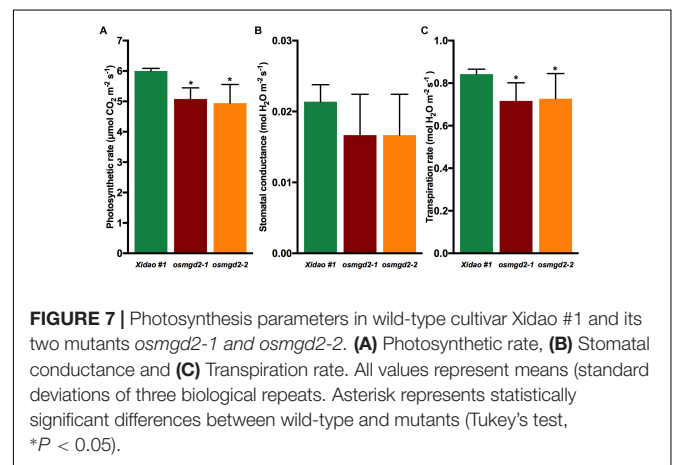 A
B
C
Photosynthetic rate (μmol CO₂ m⁻² s⁻¹)
7
6
5
4
3
2
1
0
* *
Xidao #1 osmgd2-1 osmgd2-2
Stomatal conductance (mol H₂O m⁻² s⁻¹)
0.03
0.02
0.01
0.00
Xidao #1 osmgd2-1 osmgd2-2
Transpiration rate (mol H₂O m⁻² s⁻¹)
1.0
0.8
0.6
0.4
0.2
0.0
* *
Xidao #1 osmgd2-1 osmgd2-2
FIGURE 7 | Photosynthesis parameters in wild-type cultivar Xidao #1 and its
two mutants osmgd2-1 and osmgd2-2. (A) Photosynthetic rate, (B) Stomatal
conductance and (C) Transpiration rate. All values represent means (standard
deviations of three biological repeats. Asterisk represents statistically
significant differences between wild-type and mutants (Tukey's test,
*P < 0.05).